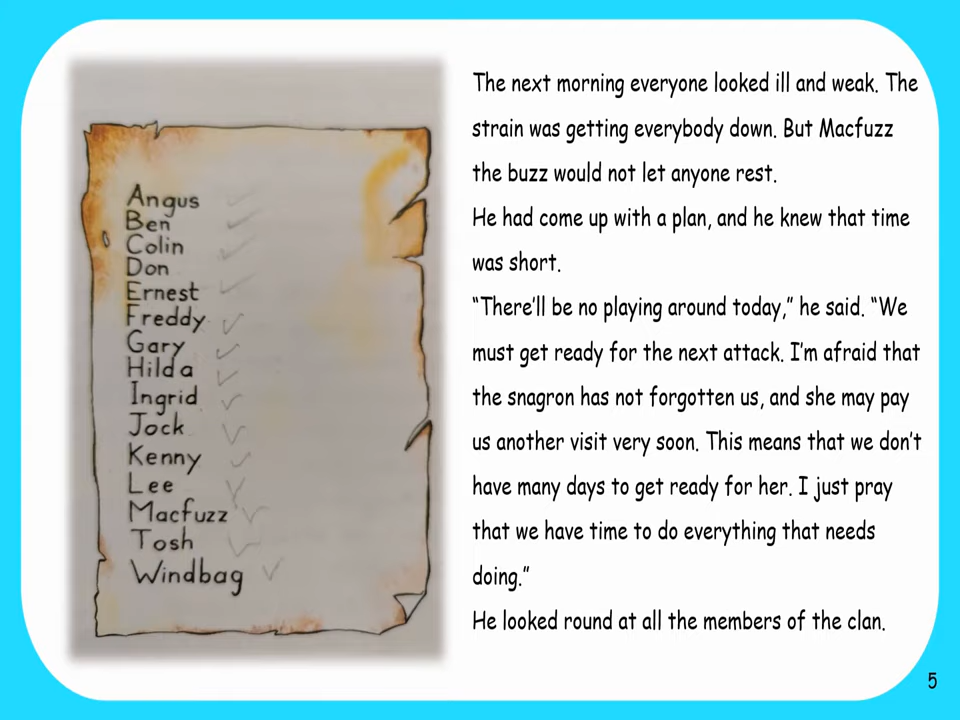 Angus
Ben
Colin
Don
Ernest
Freddy
Gary
Hilda
Ingrid
Jock
Kenny
Lee
Macfuzz
Tosh
Windbag
The next morning everyone looked ill and weak. The
strain was getting everybody down. But Macfuzz
the buzz would not let anyone rest.
He had come up with a plan, and he knew that time
was short.
“There’ll be no playing around today,” he said. “We
must get ready for the next attack. I’m afraid that
the snagron has not forgotten us, and she may pay
us another visit very soon. This means that we don’t
have many days to get ready for her. I just pray
that we have time to do everything that needs
doing.”
He looked round at all the members of the clan.
5